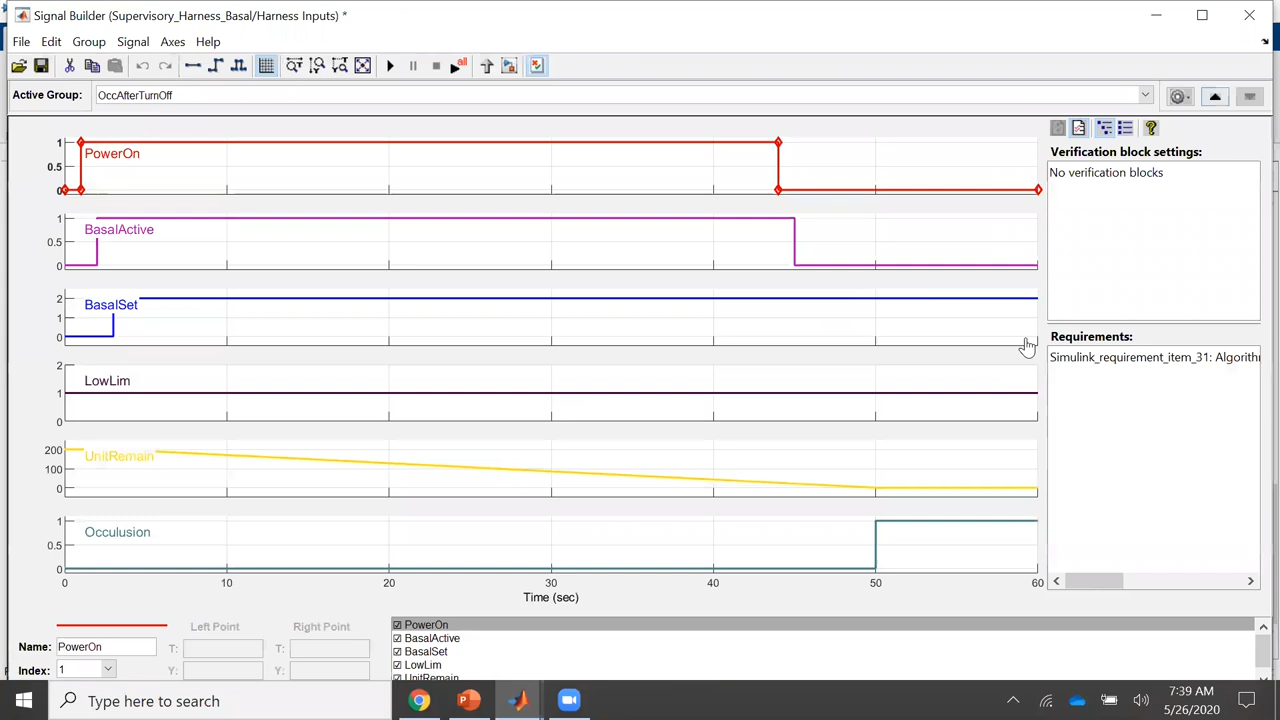 Signal Builder (Supervisory_Harness_Basal/Harness Inputs) *
File Edit Group Signal Axes Help
all
Active Group: OccAfterTurnOff
Verification block settings:
No verification blocks
Requirements:
Simulink_requirement_item_31: Algorith
1
0.5
0
PowerOn
1
0.5
0
BasalActive
2
1
0
BasalSet
2
1
0
LowLim
200
100
0
UnitRemain
1
0.5
0
Occulusion
0 10 20 30 40 50 60
Time (sec)
Left Point Right Point
Name: PowerOn T: T:
Index: 1 Y: Y:
PowerOn
BasalActive
BasalSet
LowLim
UnitRemain
Type here to search
7:39 AM
5/26/2020